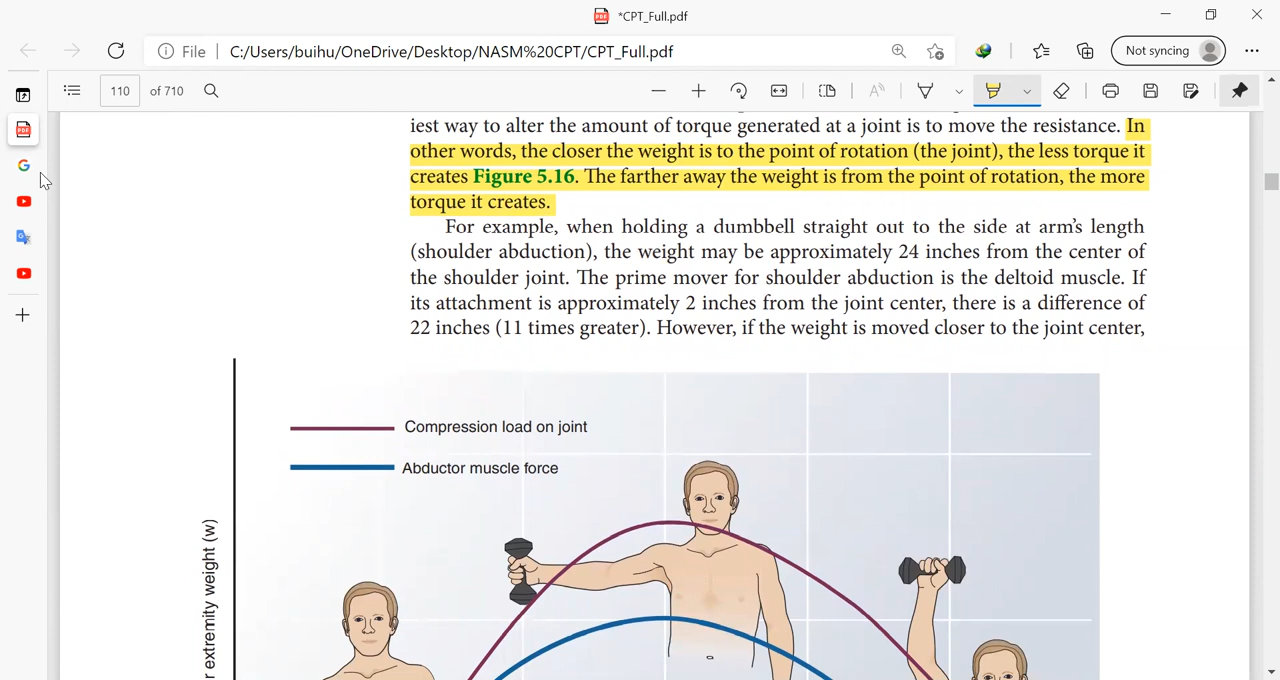 *CPT_Full.pdf
File
C:/Users/buihu/OneDrive/Desktop/NASM%20CPT/CPT_Full.pdf
Not syncing
110 of 710
iest way to alter the amount of torque generated at a joint is to move the resistance. In
other words, the closer the weight is to the point of rotation (the joint), the less torque it
creates Figure 5.16. The farther away the weight is from the point of rotation, the more
torque it creates.
For example, when holding a dumbbell straight out to the side at arm's length
(shoulder abduction), the weight may be approximately 24 inches from the center of
the shoulder joint. The prime mover for shoulder abduction is the deltoid muscle. If
its attachment is approximately 2 inches from the joint center, there is a difference of
22 inches (11 times greater). However, if the weight is moved closer to the joint center,
Compression load on joint
Abductor muscle force
r extremity weight (w)